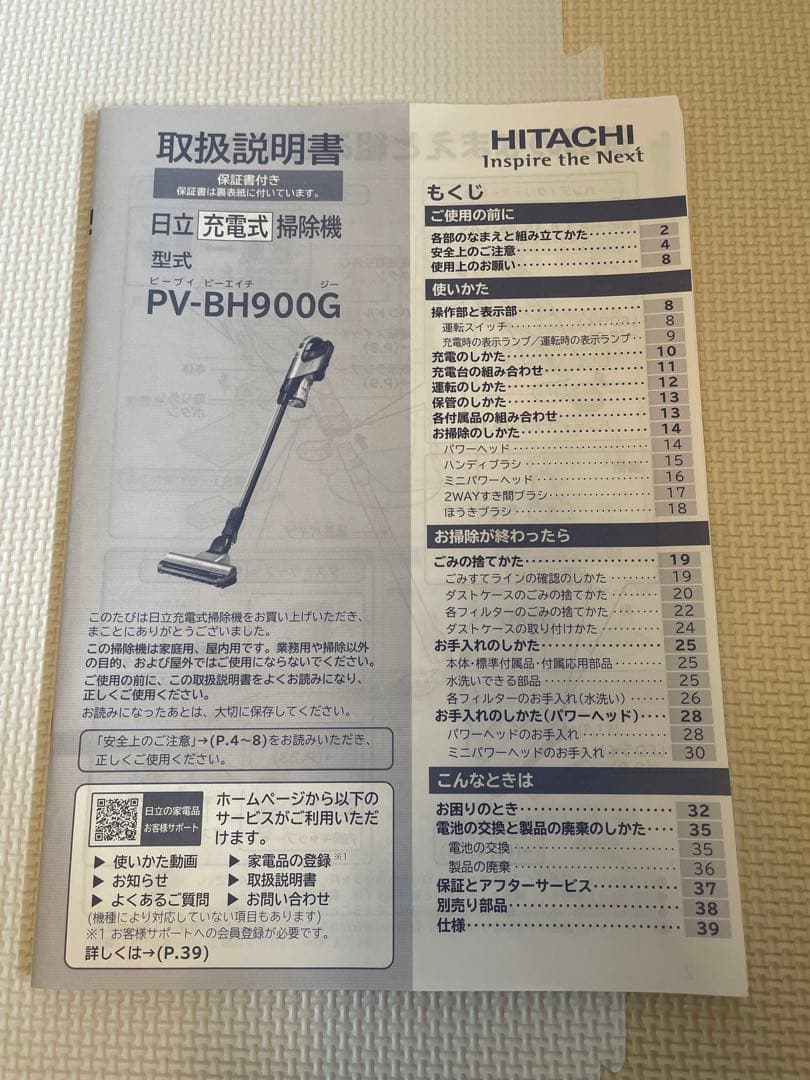 取扱説明書
保証書付き
保証書は裏表紙に付いています。
日立 充電式 掃除機
型式
ピーブイ ビーエイチ ジー
PV-BH900G
このたびは日立充電式掃除機をお買い上げいただき、
まことにありがとうございました。
この掃除機は家庭用、屋内用です。業務用や掃除以外
の目的、および屋外ではご使用にならないでください。
ご使用の前に、この取扱説明書をよくお読みになり、
正しくご使用ください。
お読みになったあとは、大切に保存してください。
「安全上のご注意」→(P.4～8)をお読みいただき、
正しくご使用ください。
日立の家電品
お客様サポート
ホームページから以下の
サービスがご利用いただ
けます。
▶ 使いかた動画 ▶ 家電品の登録※1
▶ お知らせ ▶ 取扱説明書
▶ よくあるご質問 ▶ お問い合わせ
(機種により対応していない項目もあります)
※1 お客様サポートへの会員登録が必要です。
詳しくは→(P.39)
HITACHI
Inspire the Next
もくじ
ご使用の前に
各部のなまえと組み立てかた‥‥‥‥ 2
安全上のご注意‥‥‥‥‥‥‥‥ 4
使用上のお願い‥‥‥‥‥‥‥‥ 8
使いかた
操作部と表示部‥‥‥‥‥‥‥‥ 8
運転スイッチ‥‥‥‥‥‥‥‥ 8
充電時の表示ランプ／運転時の表示ランプ‥ 9
充電のしかた‥‥‥‥‥‥‥‥ 10
充電台の組み合わせ‥‥‥‥‥‥ 11
運転のしかた‥‥‥‥‥‥‥‥ 12
保管のしかた‥‥‥‥‥‥‥‥ 13
各付属品の組み合わせ‥‥‥‥‥ 13
お掃除のしかた‥‥‥‥‥‥‥‥ 14
パワーヘッド‥‥‥‥‥‥‥‥ 14
ハンディブラシ‥‥‥‥‥‥‥ 15
ミニパワーヘッド‥‥‥‥‥‥ 16
2WAYすき間ブラシ‥‥‥‥‥‥ 17
ほうきブラシ‥‥‥‥‥‥‥‥ 18
お掃除が終わったら
ごみの捨てかた‥‥‥‥‥‥‥‥ 19
ごみすてラインの確認のしかた‥‥‥ 19
ダストケースのごみの捨てかた‥‥‥ 20
各フィルターのごみの捨てかた‥‥‥ 22
ダストケースの取り付けかた‥‥‥‥ 24
お手入れのしかた‥‥‥‥‥‥‥ 25
本体・標準付属品・付属応用部品‥‥‥ 25
水洗いできる部品‥‥‥‥‥‥‥ 25
各フィルターのお手入れ(水洗い)‥‥ 26
お手入れのしかた(パワーヘッド)‥‥ 28
パワーヘッドのお手入れ‥‥‥‥‥ 28
ミニパワーヘッドのお手入れ‥‥‥‥ 30
こんなときは
お困りのとき‥‥‥‥‥‥‥‥‥ 32
電池の交換と製品の廃棄のしかた‥‥ 35
電池の交換‥‥‥‥‥‥‥‥‥ 35
製品の廃棄‥‥‥‥‥‥‥‥‥ 36
保証とアフターサービス‥‥‥‥‥ 37
別売り部品‥‥‥‥‥‥‥‥‥‥ 38
仕様‥‥‥‥‥‥‥‥‥‥‥‥ 39